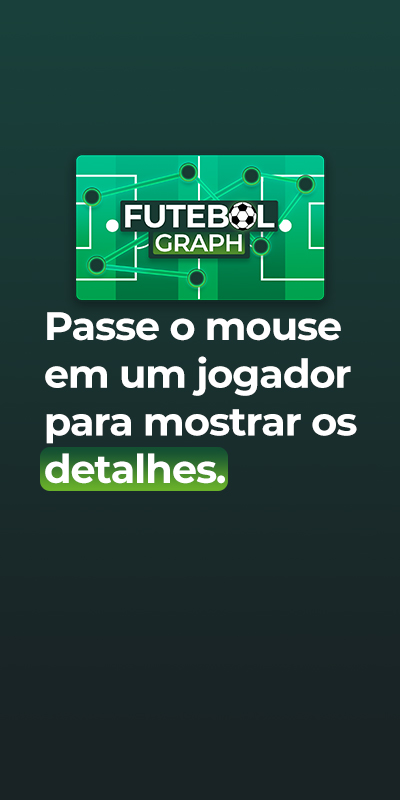 FUTEBOL
GRAPH
Passe o mouse
em um jogador
para mostrar os
detalhes.